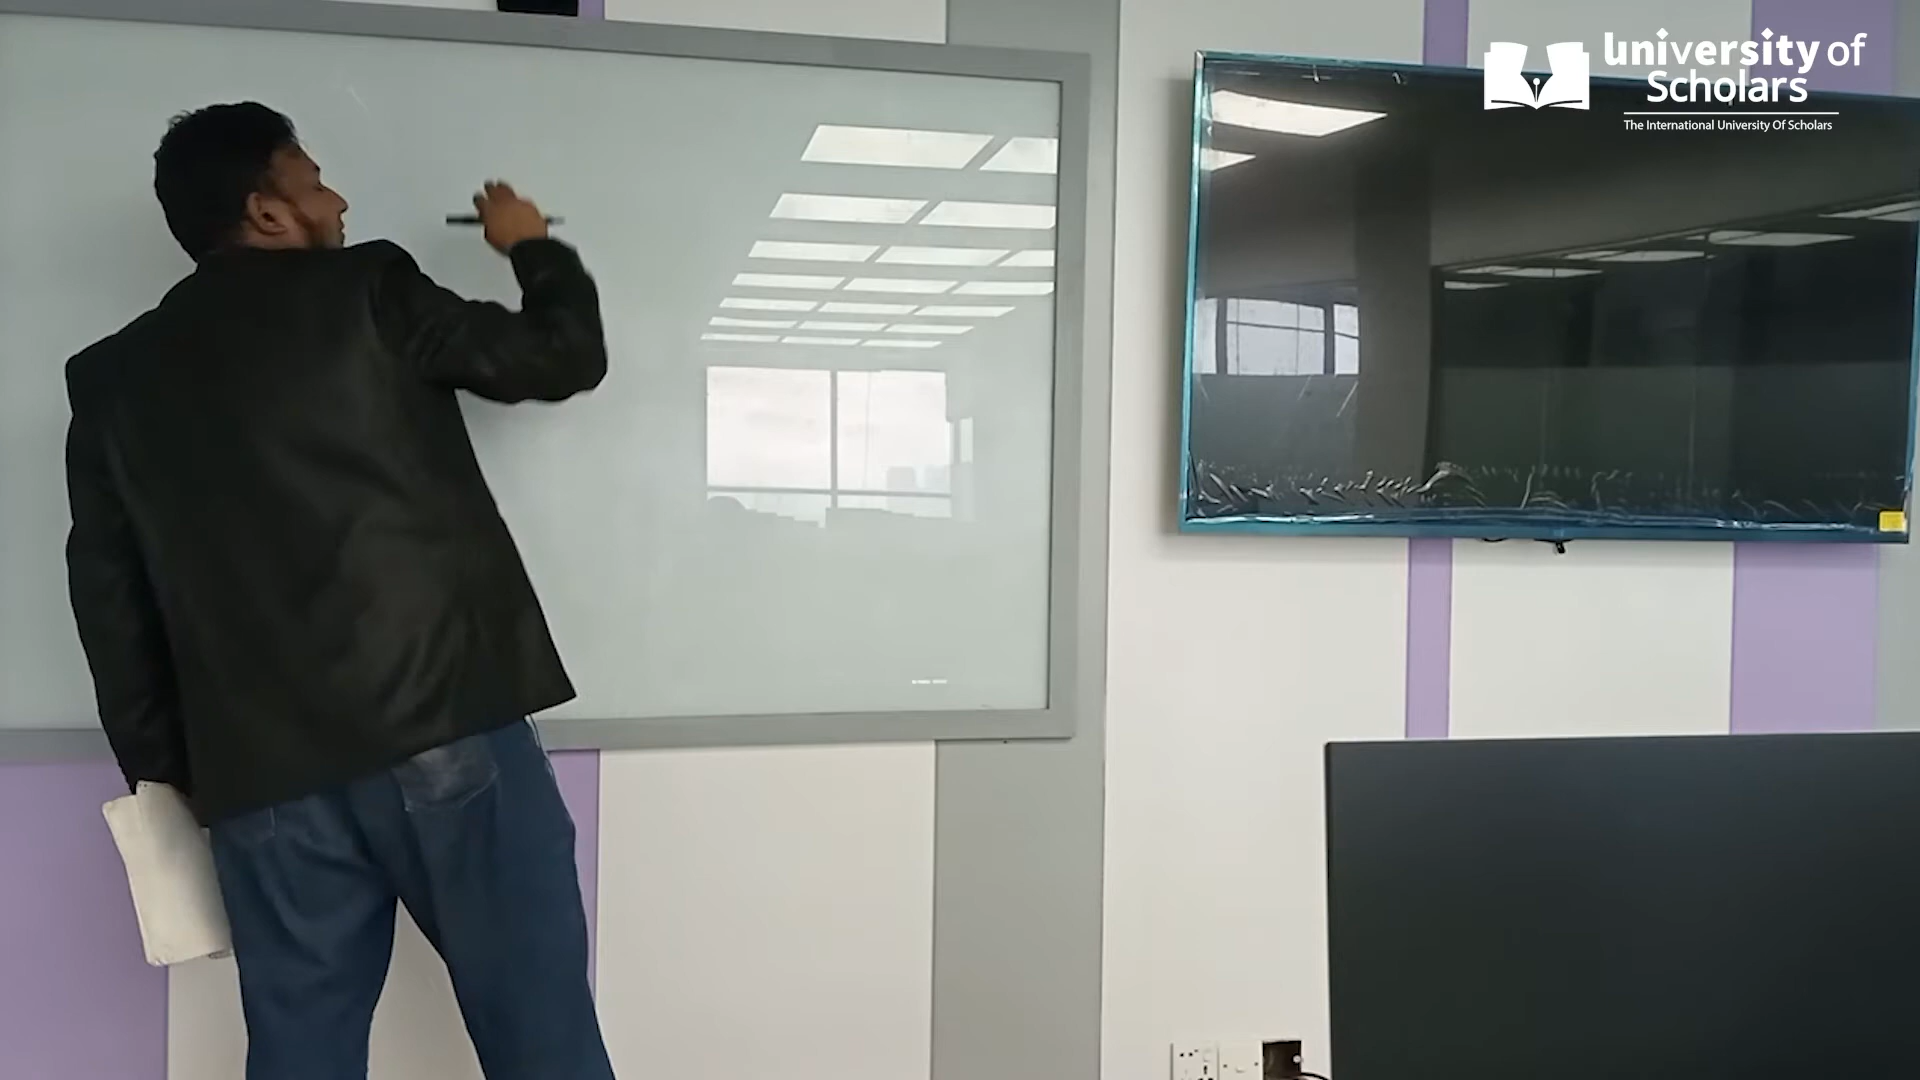 University of
Scholars
The International University Of Scholars